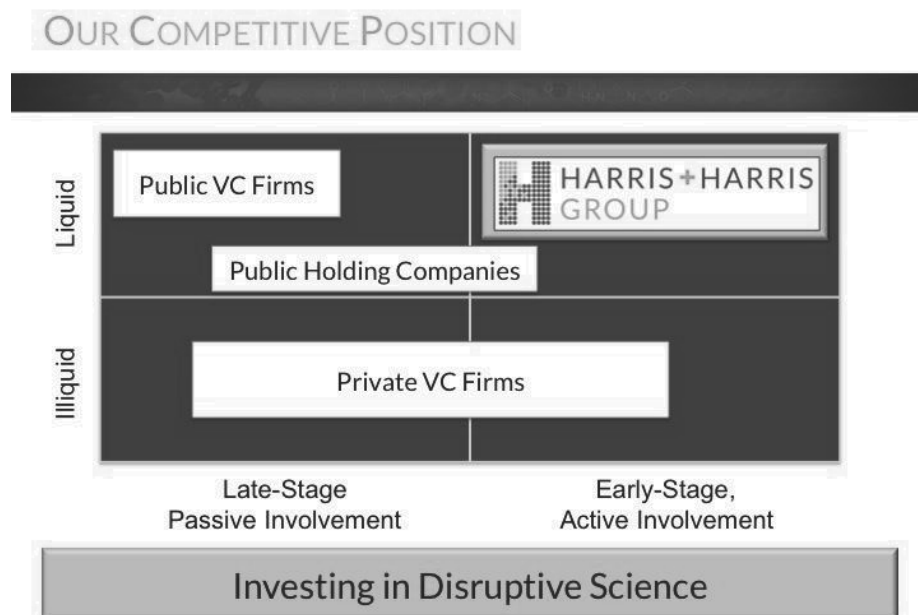 OUR COMPETITIVE POSITION
Liquid
Public VC Firms
HARRIS+HARRIS
GROUP
Public Holding Companies
Illiquid
Private VC Firms
Late-Stage
Passive Involvement
Early-Stage,
Active Involvement
Investing in Disruptive Science